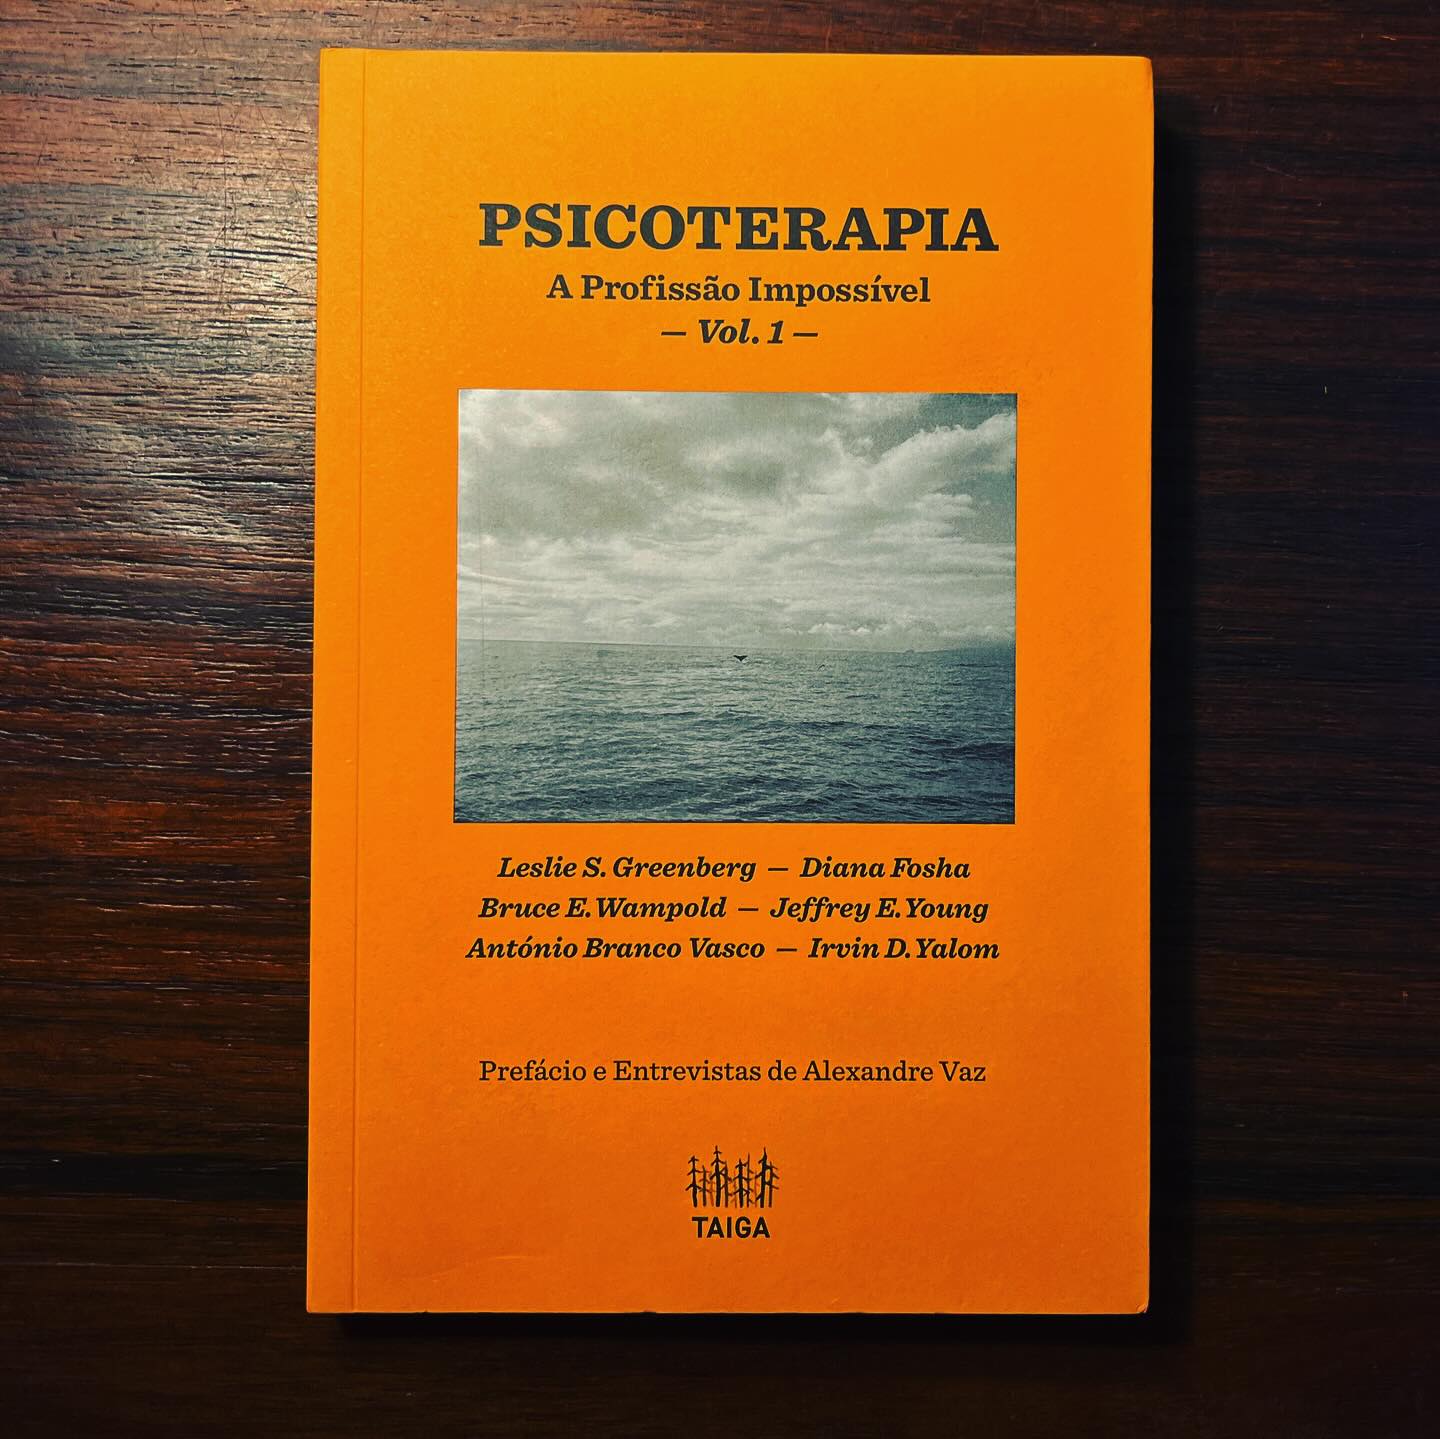 PSICOTERAPIA
A Profissão Impossível
— Vol. 1 —
Leslie S. Greenberg — Diana Fosha
Bruce E. Wampold — Jeffrey E. Young
António Branco Vasco — Irvin D. Yalom
Prefácio e Entrevistas de Alexandre Vaz
TAIGA